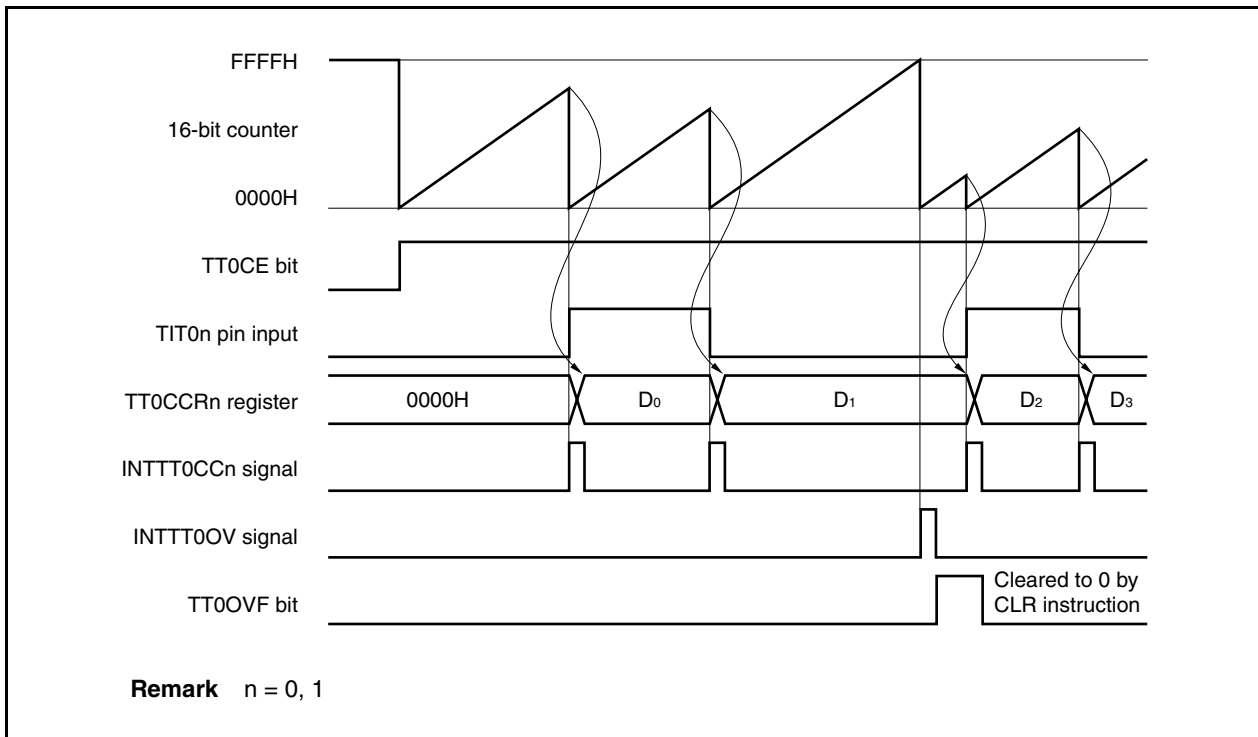 FFFFH
16-bit counter
0000H
TT0CE bit
TIT0n pin input
TT0CCRn register
0000H
D0
D1
D2
D3
INTTT0CCn signal
INTTT0OV signal
TT0OVF bit
Cleared to 0 by
CLR instruction
Remark n = 0, 1